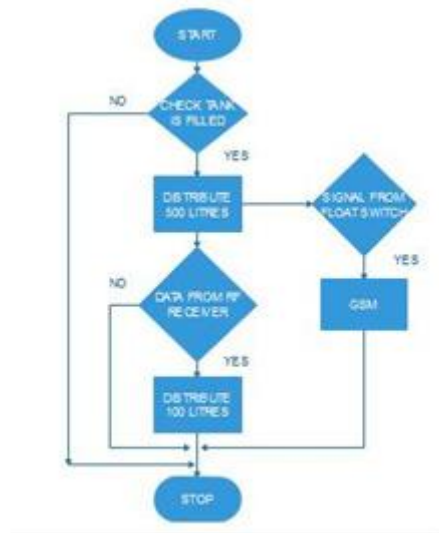 START
NO
CHECK TANK
IS FILLED
YES
DISTRIBUTE
500 LITRES
SIGNAL FROM
FLOAT SWITCH
YES
NO
DATA FROM RF
RECEIVER
GSM
YES
DISTRIBUTE
100 LITRES
STOP